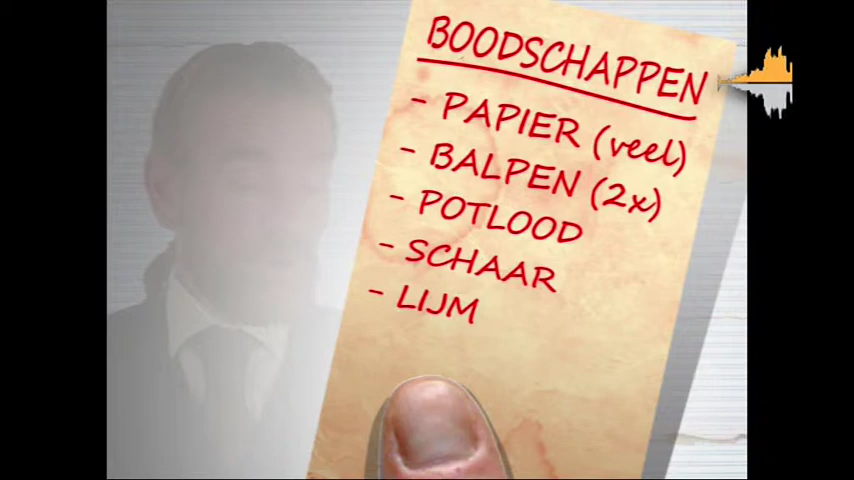 BOODSCHAPPEN
- PAPIER (veel)
- BALPEN (2x)
- POTLOOD
- SCHAAR
- LIJM